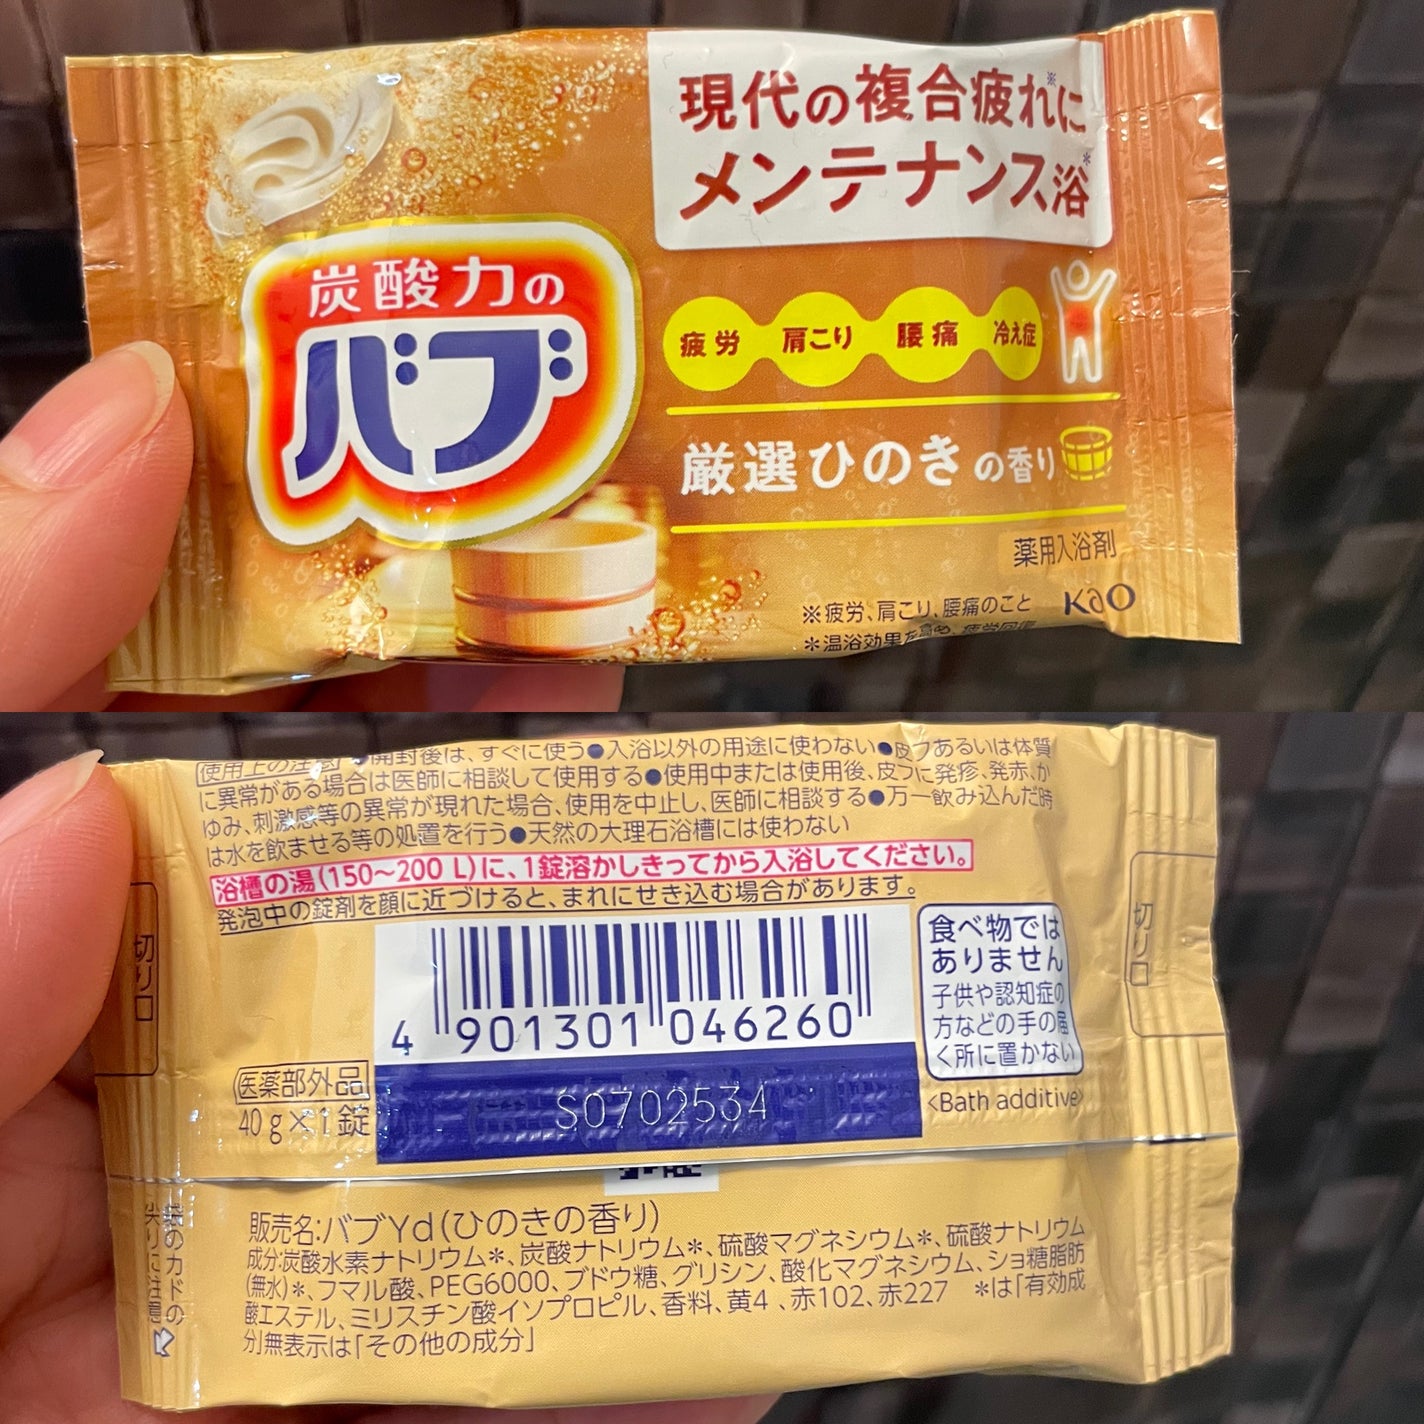 現代の複合疲れ※に
メンテナンス浴*
炭酸力の
バブ
疲労 肩こり 腰痛 冷え症
厳選ひのきの香り
薬用入浴剤
※疲労、肩こり、腰痛のこと
Kao
*温浴効果を高め、疲労回復
使用上の注意 ●開封後は、すぐに使う●入浴以外の用途に使わない●皮フあるいは体質
に異常がある場合は医師に相談して使用する●使用中または使用後、皮フに発疹、発赤、か
ゆみ、刺激感等の異常が現れた場合、使用を中止し、医師に相談する●万一飲み込んだ時
は水を飲ませる等の処置を行う●天然の大理石浴槽には使わない
浴槽の湯(150~200 L)に、1錠溶かしきってから入浴してください。
発泡中の錠剤を顔に近づけると、まれにせき込む場合があります。
切り口
切り口
食べ物では
ありません
子供や認知症の
方などの手の届
く所に置かない
4 901301 046260
医薬部外品
40g×1錠
<Bath additive>
S0702534
販売名:バブYd(ひのきの香り)
成分:炭酸水素ナトリウム*、炭酸ナトリウム*、硫酸マグネシウム*、硫酸ナトリウム
(無水)*、フマル酸、PEG6000、ブドウ糖、グリシン、酸化マグネシウム、ショ糖脂肪
酸エステル、ミリスチン酸イソプロピル、香料、黄4、赤102、赤227 *は「有効成
分」無表示は「その他の成分」
袋のカドの
尖りに注意